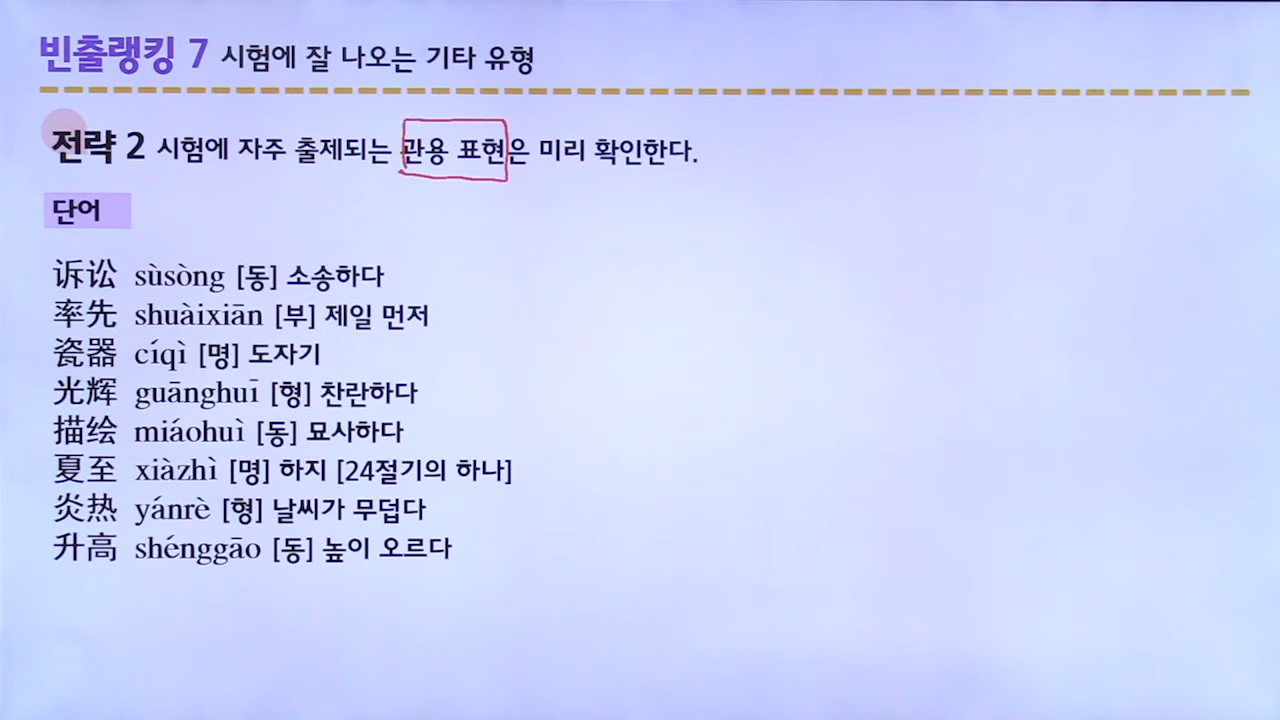 빈출랭킹 7 시험에 잘 나오는 기타 유형
전략 2 시험에 자주 출제되는 관용 표현은 미리 확인한다.
단어
诉讼 sùsòng [동] 소송하다
率先 shuàixiān [부] 제일 먼저
瓷器 cíqì [명] 도자기
光辉 guānghuī [형] 찬란하다
描绘 miáohuì [동] 묘사하다
夏至 xiàzhì [명] 하지 [24절기의 하나]
炎热 yánrè [형] 날씨가 무덥다
升高 shénggāo [동] 높이 오르다